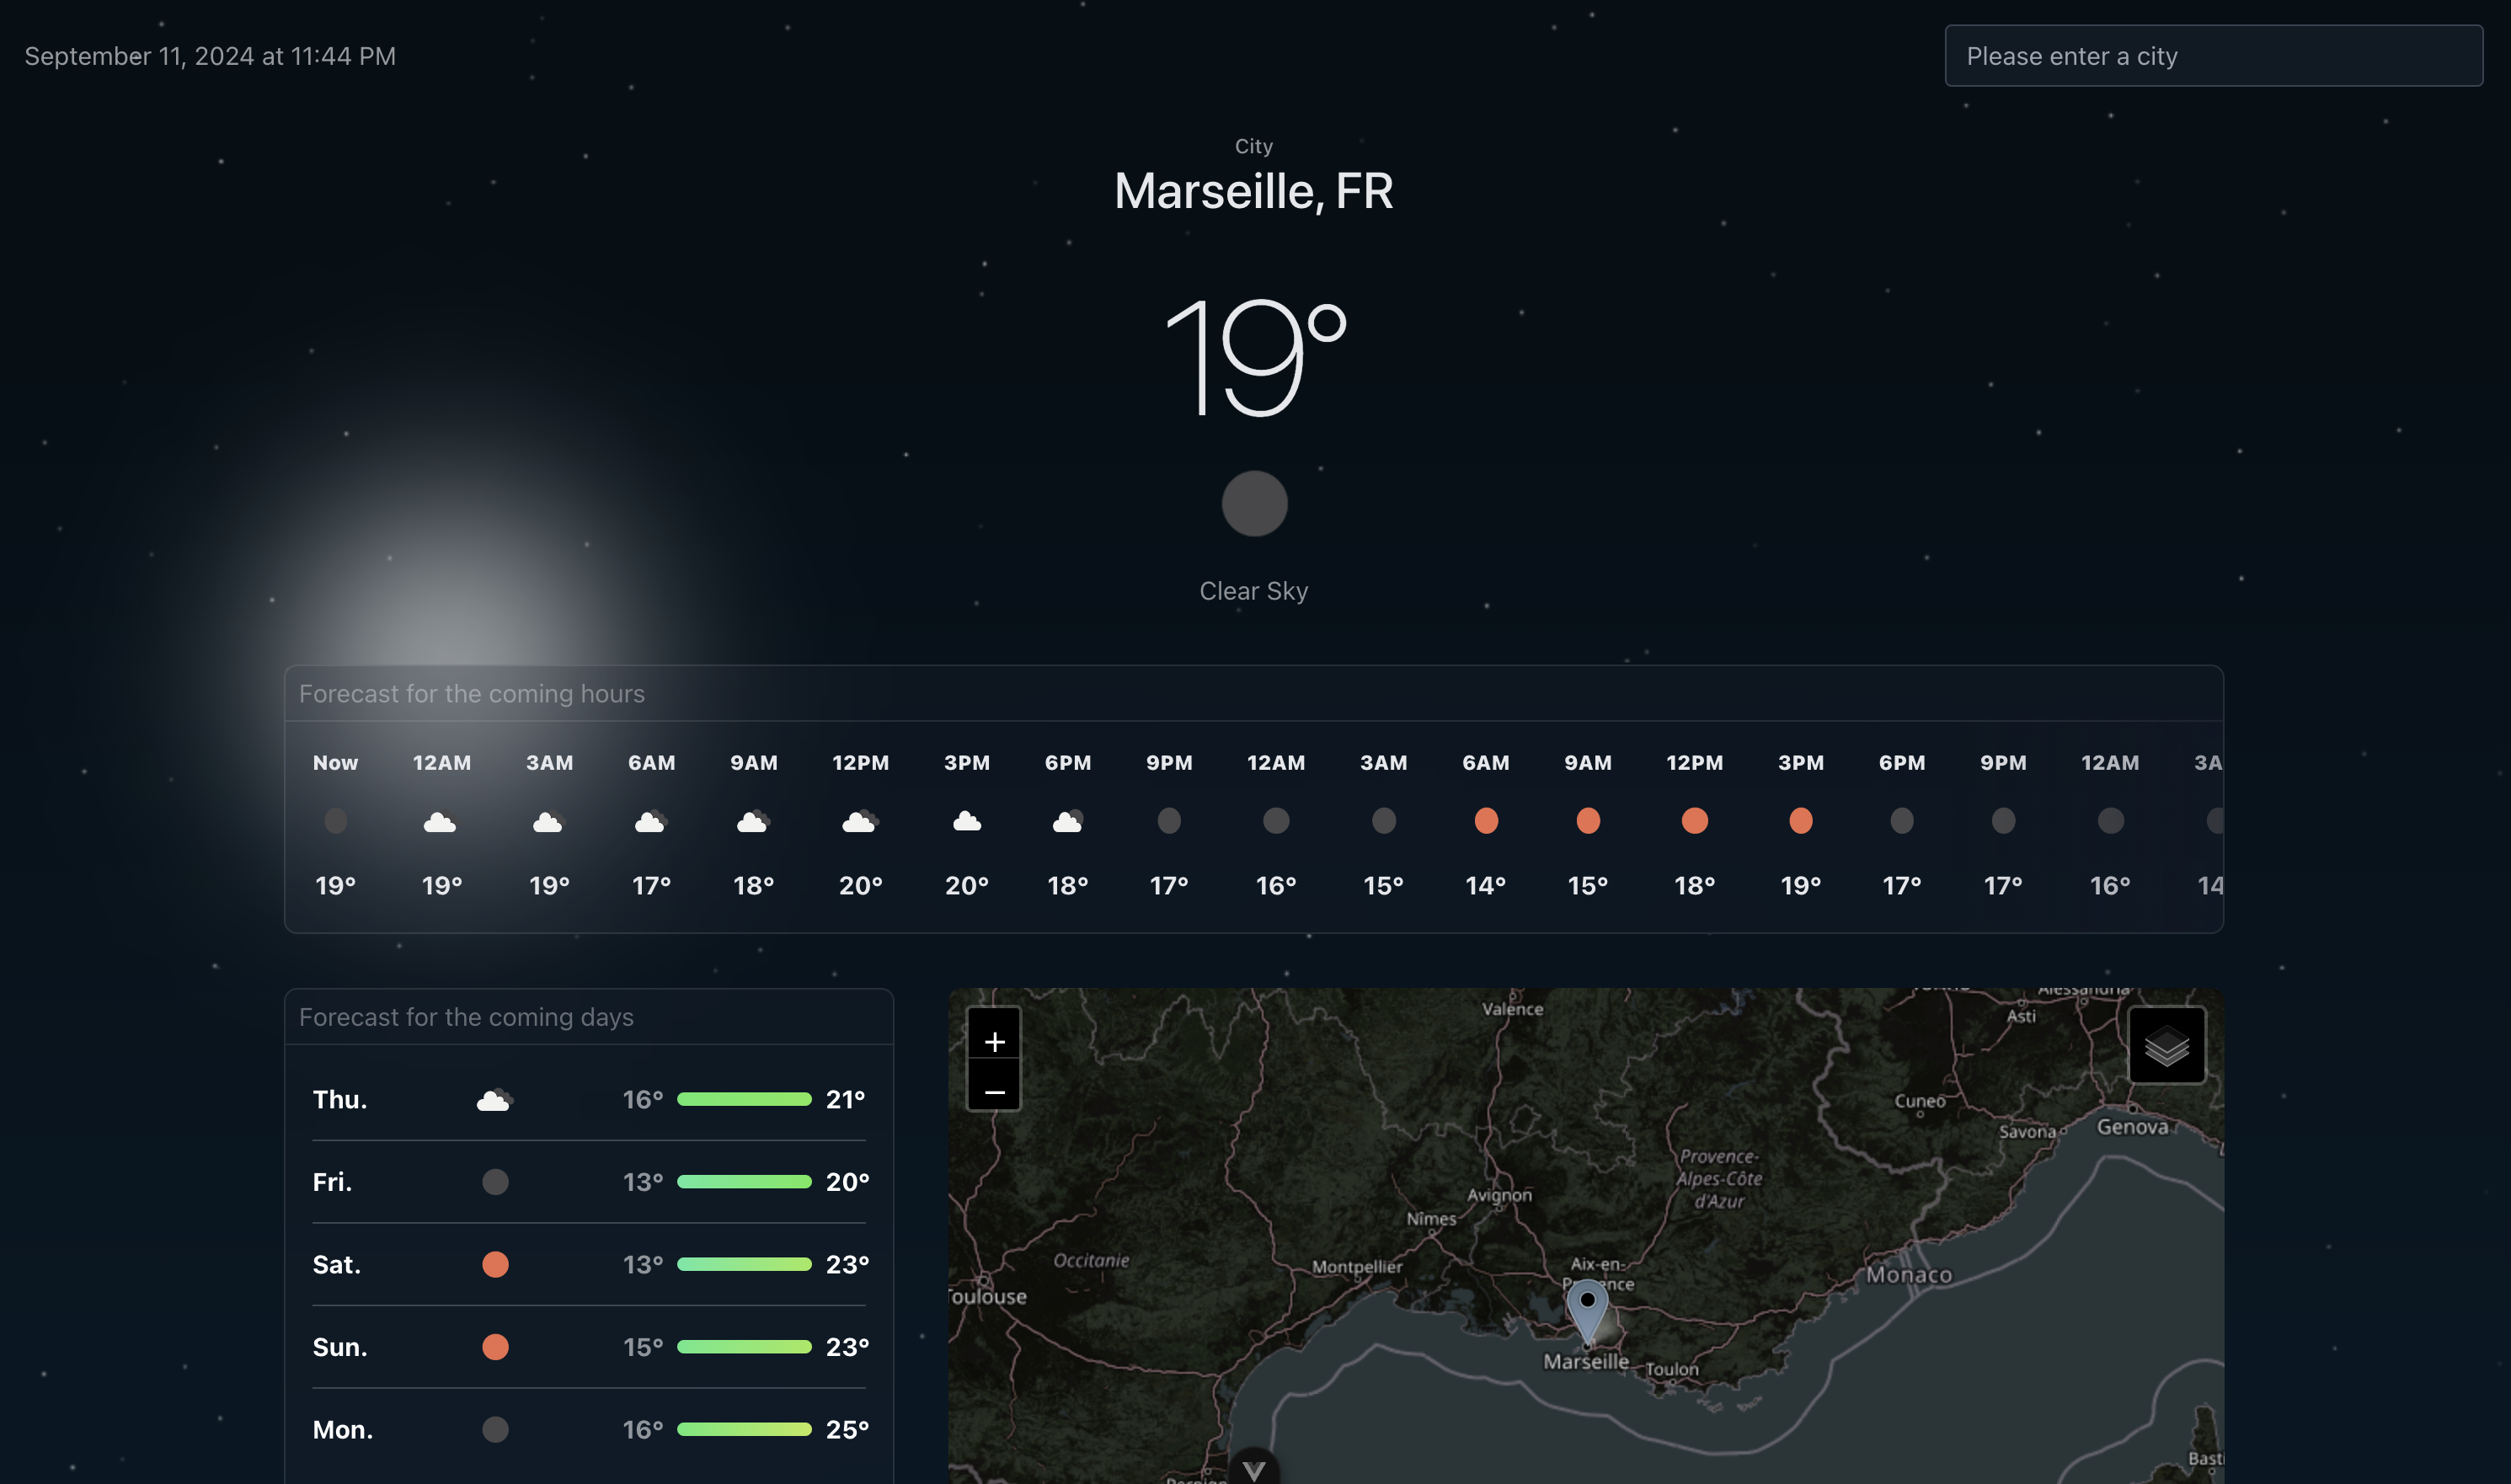 September 11, 2024 at 11:44 PM
Please enter a city
City
Marseille, FR
19°
Clear Sky
Forecast for the coming hours
Now 12AM 3AM 6AM 9AM 12PM 3PM 6PM 9PM 12AM 3AM 6AM 9AM 12PM 3PM 6PM 9PM 12AM 3A
19° 19° 19° 17° 18° 20° 20° 18° 17° 16° 15° 14° 15° 18° 19° 17° 17° 16° 14
Forecast for the coming days
Thu. 16° 21°
Fri. 13° 20°
Sat. 13° 23°
Sun. 15° 23°
Mon. 16° 25°
+
−
Valence
Alessandria
Asti
Cuneo
Savona
Genova
Provence-
Alpes-Côte
d'Azur
Avignon
Nîmes
Occitanie
Montpellier
Aix-en-
Provence
Monaco
Toulouse
Marseille
Toulon
Basti